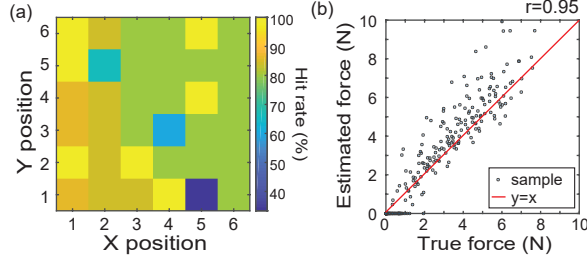 (a)
6
5
4
3
2
1
Y position
1 2 3 4 5 6
X position
100
90
80
70
60
50
40
Hit rate (%)
(b)
r=0.95
10
8
6
4
2
0
Estimated force (N)
0 2 4 6 8 10
True force (N)
sample
y=x